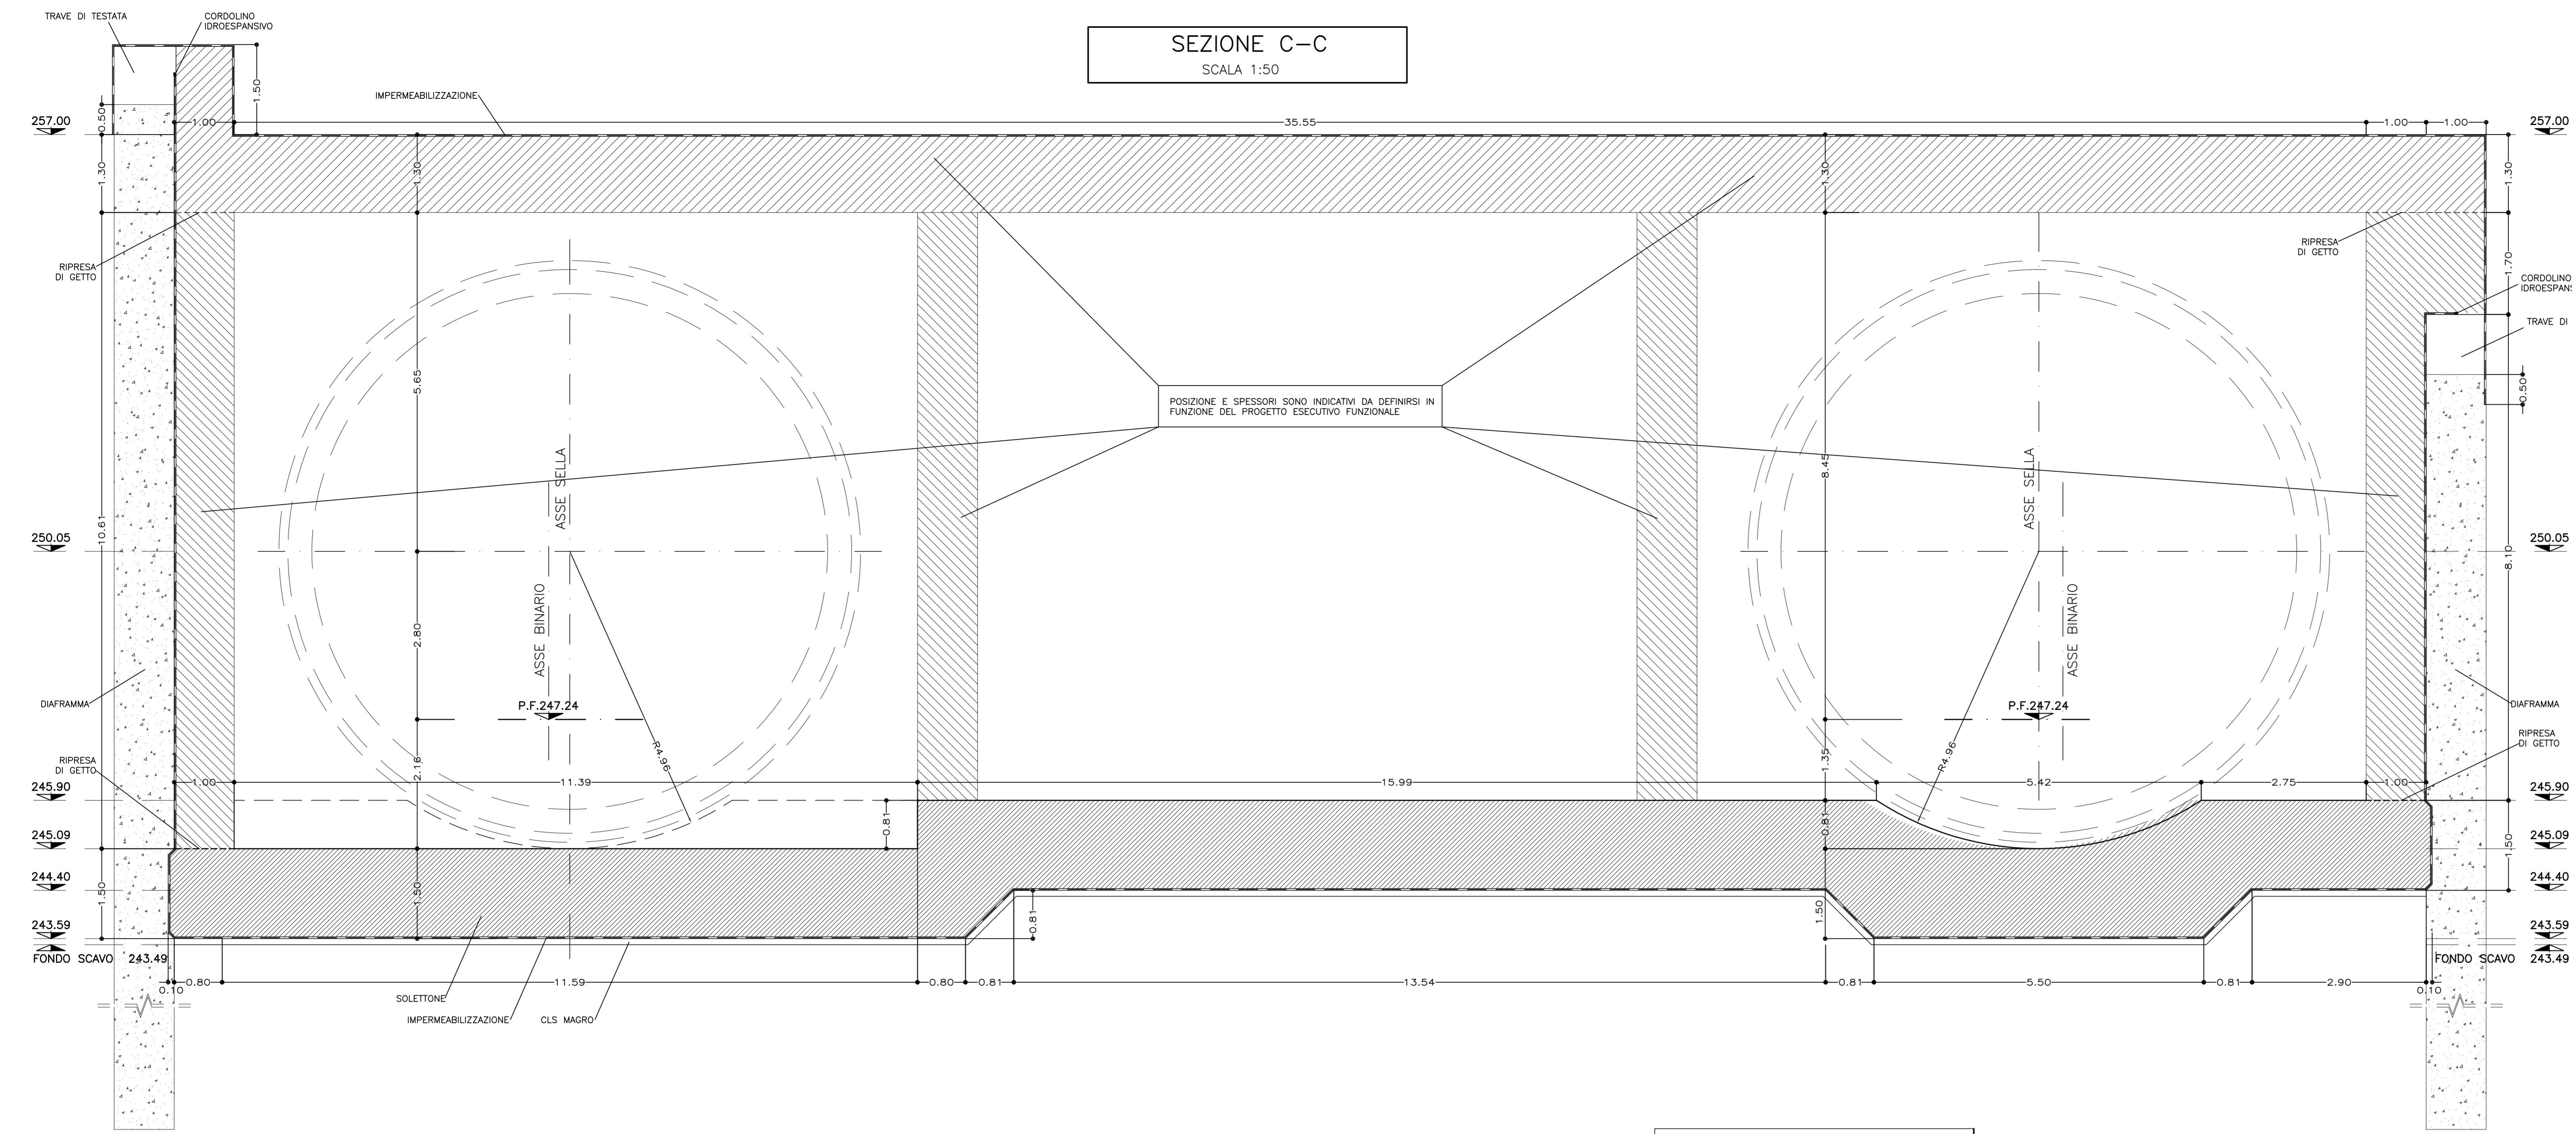 TRAVE DI TESTATA
CORDOLINO
IDROESPANSIVO
SEZIONE C-C
SCALA 1:50
IMPERMEABILIZZAZIONE
1.50
0.50
257.00
1.00
35.55
1.00
1.00
257.00
1.30
1.30
1.30
1.30
RIPRESA
DI GETTO
RIPRESA
DI GETTO
1.70
CORDOLINO
IDROESPANS
TRAVE DI
0.50
5.65
POSIZIONE E SPESSORI SONO INDICATIVI DA DEFINIRSI IN
FUNZIONE DEL PROGETTO ESECUTIVO FUNZIONALE
ASSE SELLA
8.45
ASSE SELLA
10.61
250.05
250.05
8.10
ASSE BINARIO
2.80
ASSE BINARIO
DIAFRAMMA
P.F.247.24
P.F.247.24
DIAFRAMMA
R4.96
R4.96
RIPRESA
DI GETTO
2.16
1.35
RIPRESA
DI GETTO
1.00
11.39
15.99
5.42
2.75
1.00
245.90
245.90
0.81
0.81
245.09
245.09
1.50
244.40
244.40
1.50
1.50
0.81
1.50
243.59
243.59
FONDO SCAVO 243.49
FONDO SCAVO 243.49
0.10
0.80
11.59
0.80
0.81
13.54
0.81
5.50
0.81
2.90
0.10
SOLETTONE
IMPERMEABILIZZAZIONE
CLS MAGRO